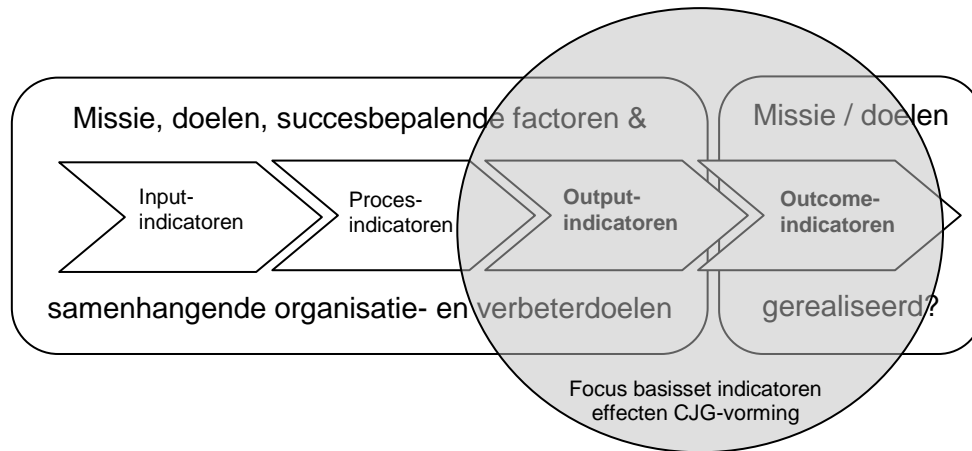 Missie, doelen, succesbepalende factoren &
Missie / doelen
Input-
indicatoren
Proces-
indicatoren
Output-
indicatoren
Outcome-
indicatoren
samenhangende organisatie- en verbeterdoelen
gerealiseerd?
Focus basisset indicatoren
effecten CJG-vorming